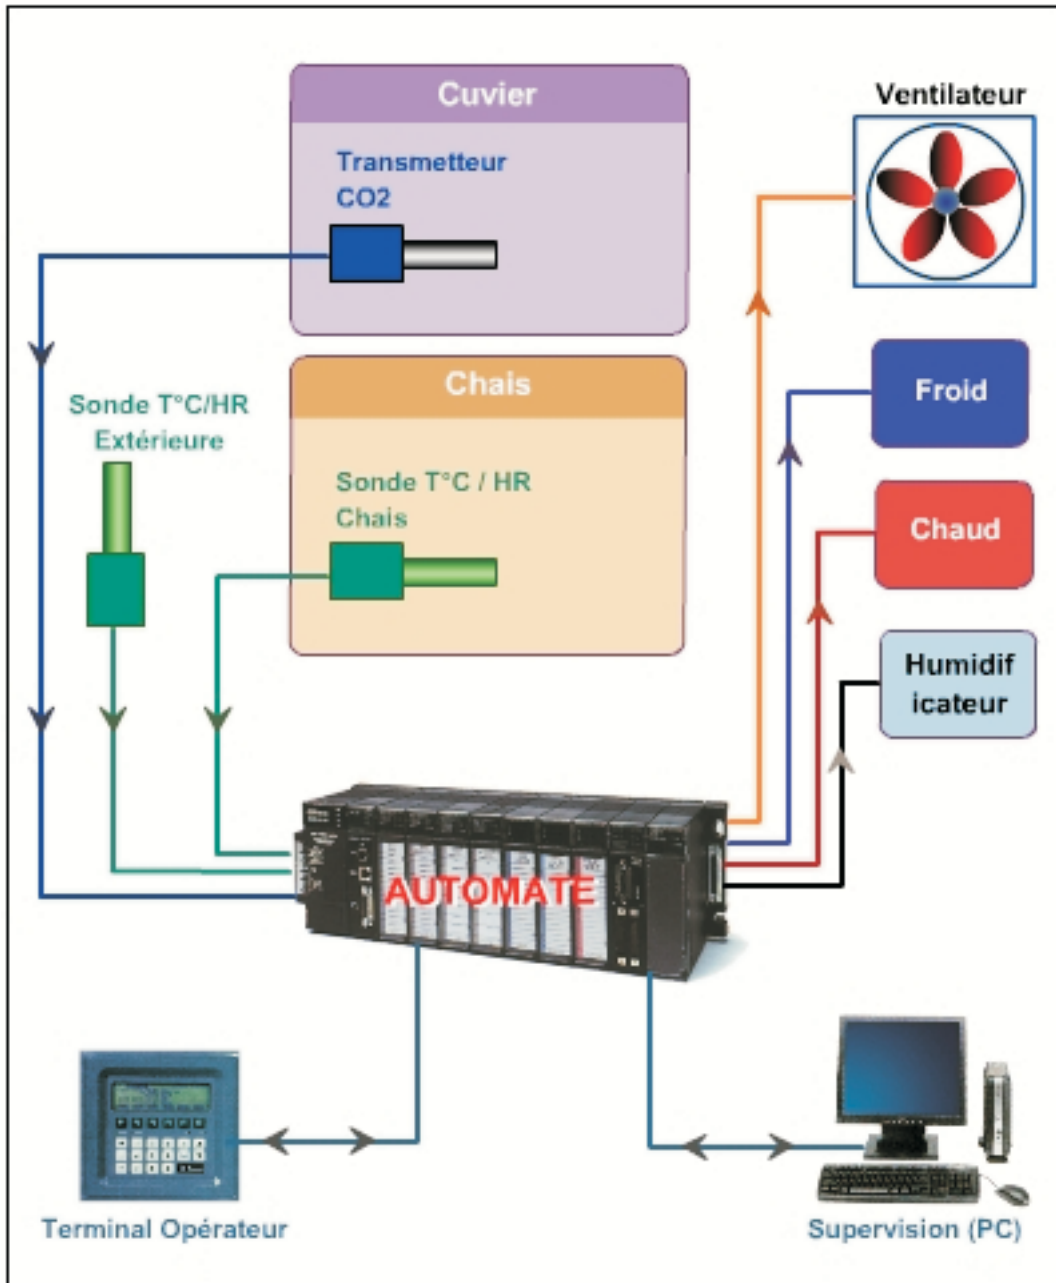 Cuvier
Transmetteur
CO2
Ventilateur
Froid
Chaud
Humidif
icateur
Sonde T°C/HR
Extérieure
Chais
Sonde T°C / HR
Chais
AUTOMATE
Terminal Opérateur
Supervision (PC)